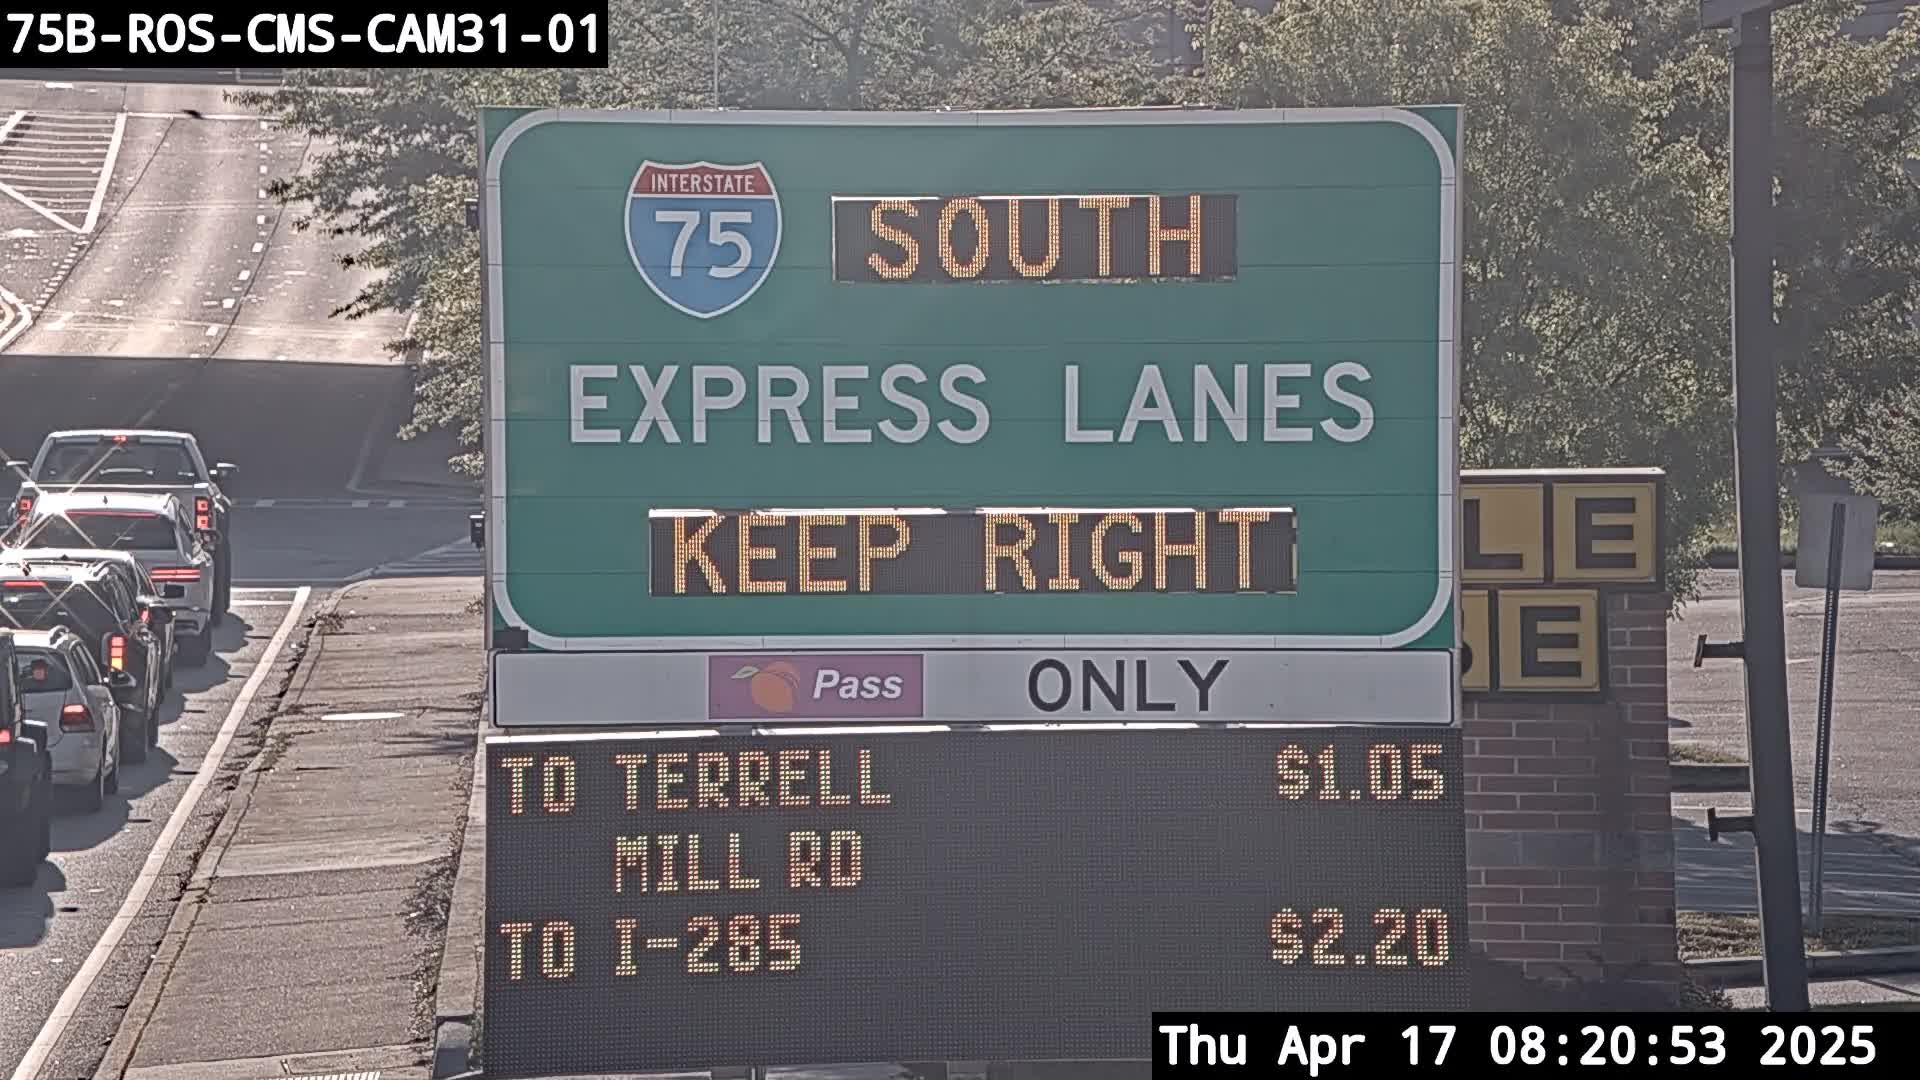 75B-ROS-CMS-CAM31-01
INTERSTATE
75
SOUTH
EXPRESS LANES
KEEP RIGHT
Pass ONLY
TO TERRELL $1.05
MILL RD
TO I-285 $2.20
LE
E
Thu Apr 17 08:20:53 2025